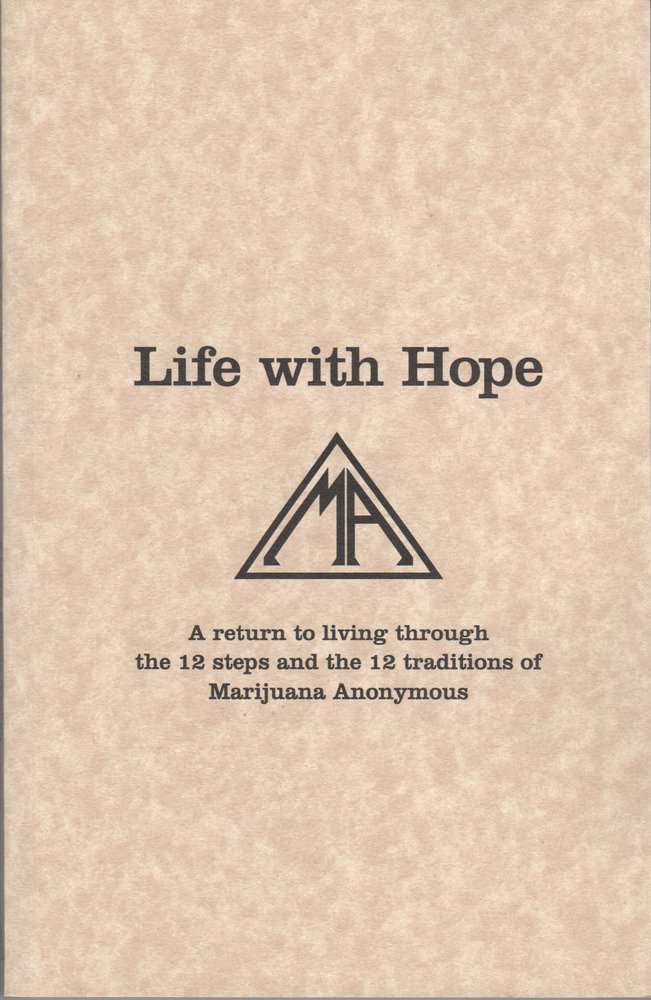 Life with Hope
MA
A return to living through
the 12 steps and the 12 traditions of
Marijuana Anonymous